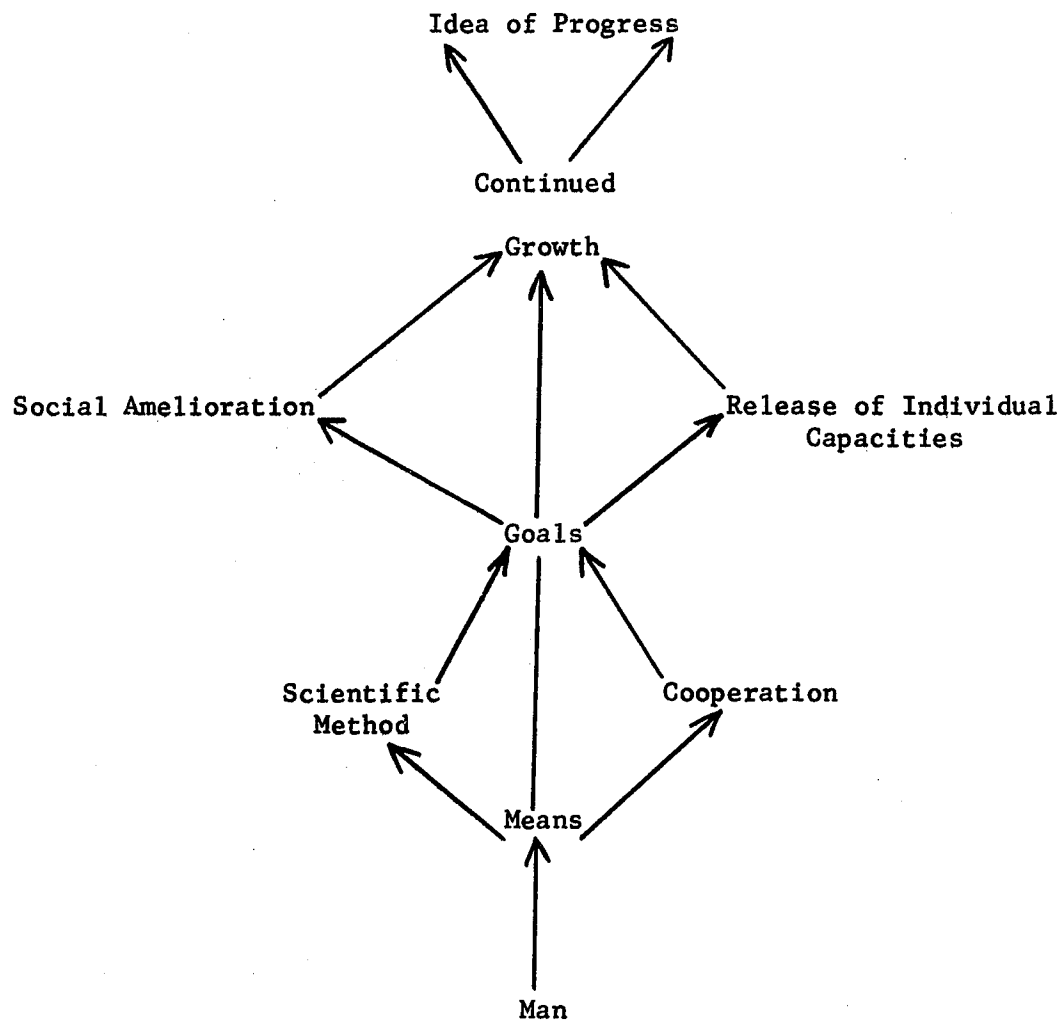 Idea of Progress
Continued
Growth
Social Amelioration
Release of Individual
Capacities
Goals
Scientific
Method
Cooperation
Means
Man